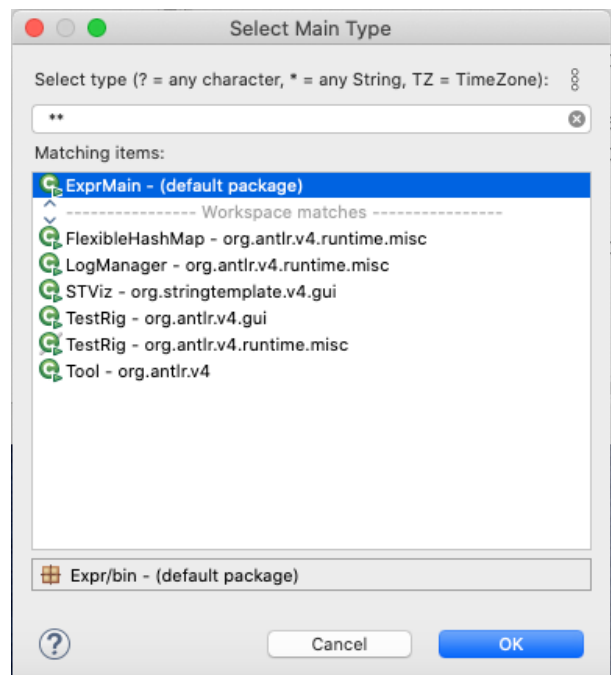 Select Main Type
Select type (? = any character, * = any String, TZ = TimeZone):
**
Matching items:
ExprMain - (default package)
---------------- Workspace matches ----------------
FlexibleHashMap - org.antlr.v4.runtime.misc
LogManager - org.antlr.v4.runtime.misc
STViz - org.stringtemplate.v4.gui
TestRig - org.antlr.v4.gui
TestRig - org.antlr.v4.runtime.misc
Tool - org.antlr.v4
Expr/bin - (default package)
? Cancel OK